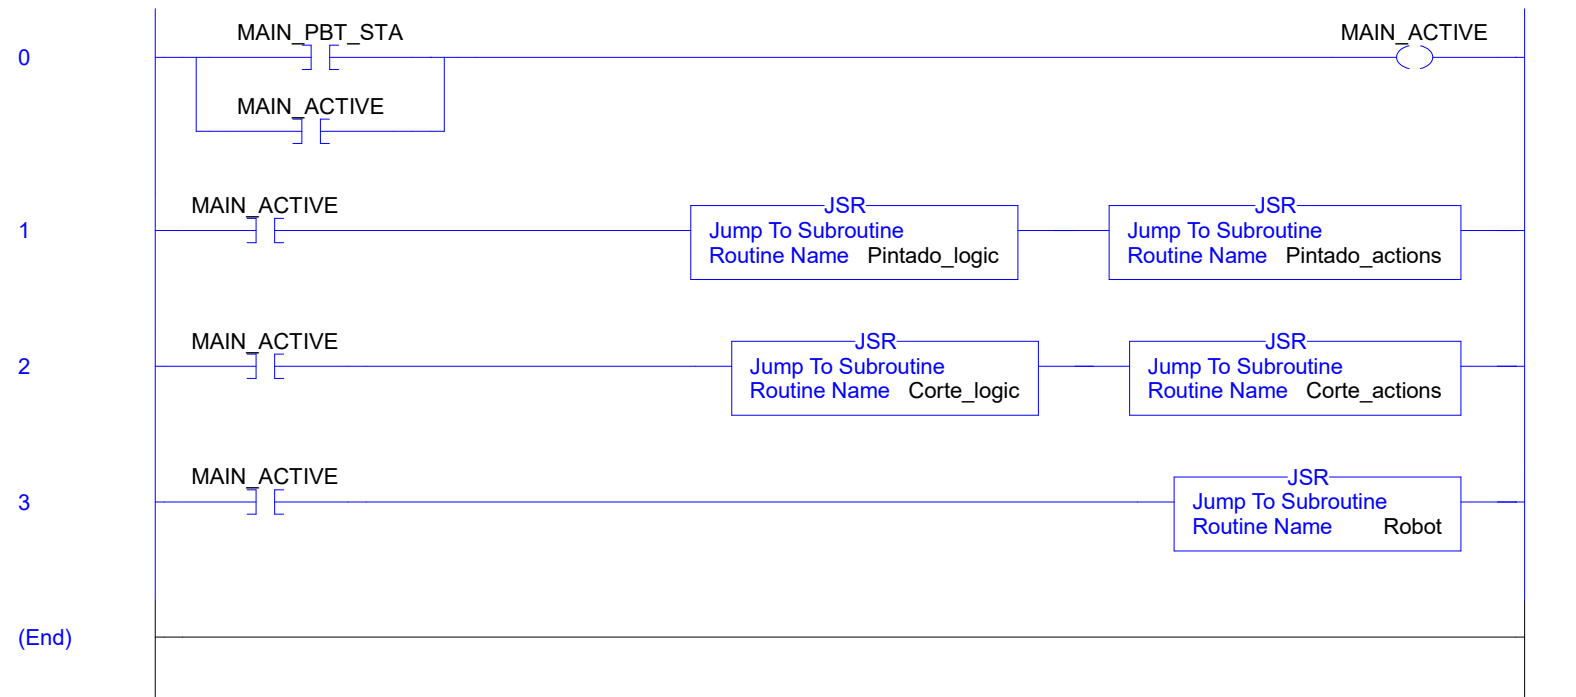 MAIN_PBT_STA
MAIN_ACTIVE
0
MAIN_ACTIVE
MAIN_ACTIVE
JSR
JSR
1
Jump To Subroutine
Jump To Subroutine
Routine Name Pintado_logic
Routine Name Pintado_actions
MAIN_ACTIVE
JSR
JSR
2
Jump To Subroutine
Jump To Subroutine
Routine Name Corte_logic
Routine Name Corte_actions
MAIN_ACTIVE
JSR
3
Jump To Subroutine
Routine Name Robot
(End)